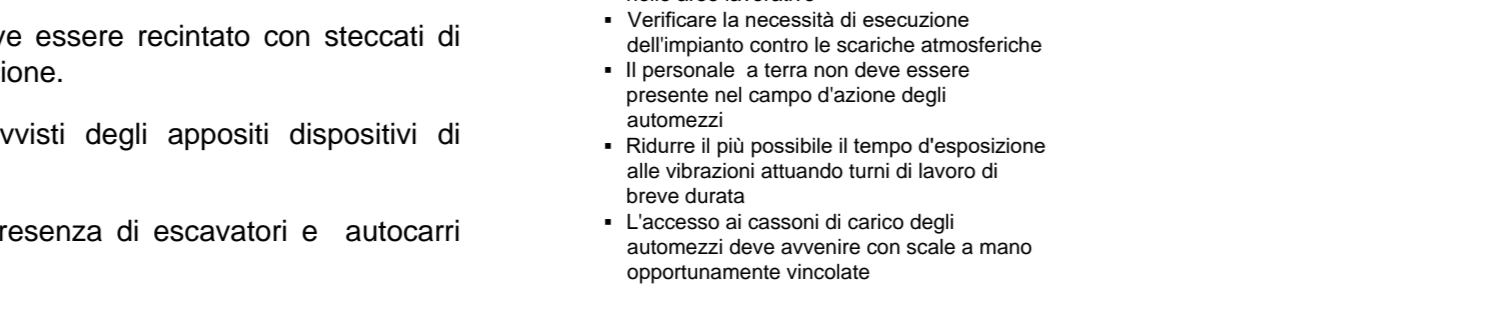 ve essere recintato con steccati di
ione.
vvisti degli appositi dispositivi di
resenza di escavatori e autocarri
▪ Verificare la necessità di esecuzione
dell'impianto contro le scariche atmosferiche
▪ Il personale a terra non deve essere
presente nel campo d'azione degli
automezzi
▪ Ridurre il più possibile il tempo d'esposizione
alle vibrazioni attuando turni di lavoro di
breve durata
▪ L'accesso ai cassoni di carico degli
automezzi deve avvenire con scale a mano
opportunamente vincolate